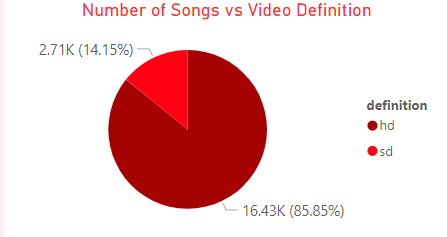 Number of Songs vs Video Definition
2.71K (14.15%)
definition
hd
sd
16.43K (85.85%)